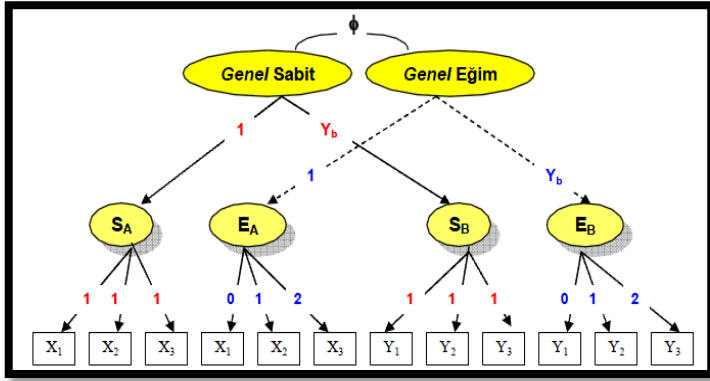 ϕ
Genel Sabit Genel Eğim
1 Yb
1 Yb
SA EA SB EB
1 1 1 0 1 2 1 1 1 0 1 2
X1 X2 X3 X1 X2 X3 Y1 Y2 Y3 Y1 Y2 Y3